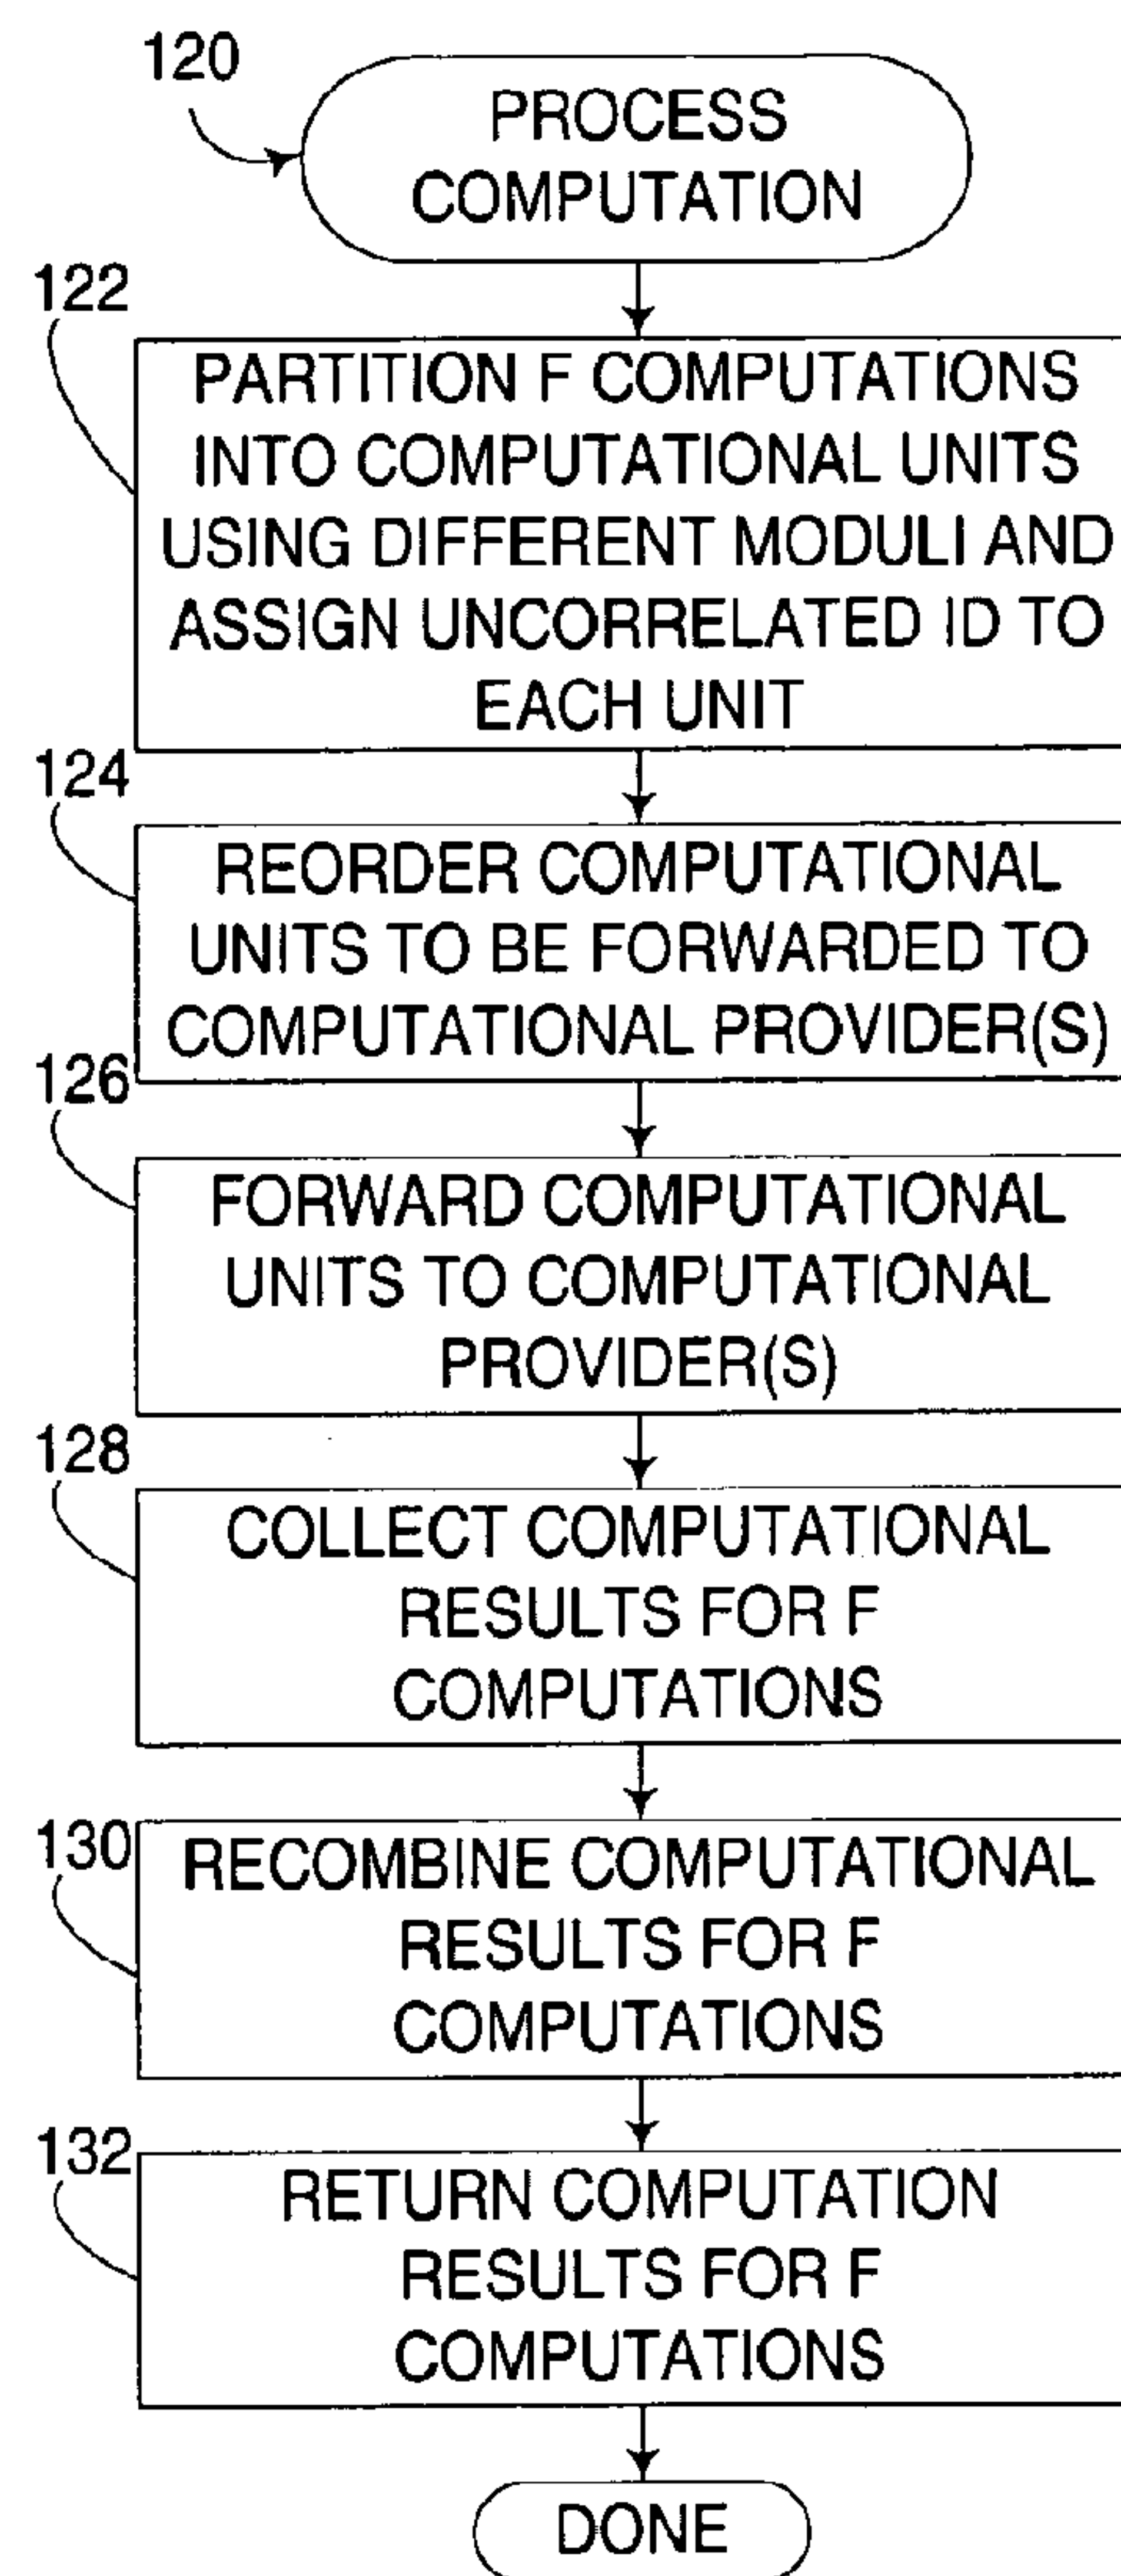 120
PROCESS
COMPUTATION
122
PARTITION F COMPUTATIONS
INTO COMPUTATIONAL UNITS
USING DIFFERENT MODULI AND
ASSIGN UNCORRELATED ID TO
EACH UNIT
124
REORDER COMPUTATIONAL
UNITS TO BE FORWARDED TO
COMPUTATIONAL PROVIDER(S)
126
FORWARD COMPUTATIONAL
UNITS TO COMPUTATIONAL
PROVIDER(S)
128
COLLECT COMPUTATIONAL
RESULTS FOR F
COMPUTATIONS
130
RECOMBINE COMPUTATIONAL
RESULTS FOR F
COMPUTATIONS
132
RETURN COMPUTATION
RESULTS FOR F
COMPUTATIONS
DONE